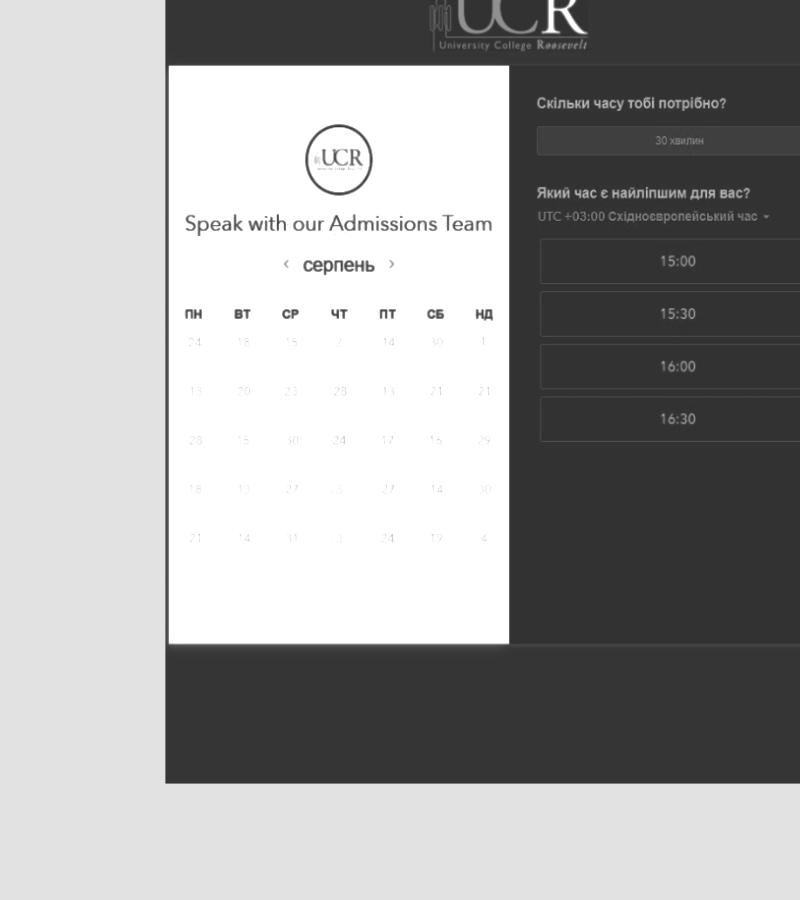 UCR
University College Roosevelt
UCR
Speak with our Admissions Team
‹ серпень ›
ПН ВТ СР ЧТ ПТ СБ НД
24 18 15 2 14 30 1
13 20 23 28 13 21 21
28 15 30 24 17 16 29
18 13 27 27 14 30
21 14 31 24 19 4
Скільки часу тобі потрібно?
30 хвилин
Який час є найліпшим для вас?
UTC +03:00 Східноєвропейський час
15:00
15:30
16:00
16:30